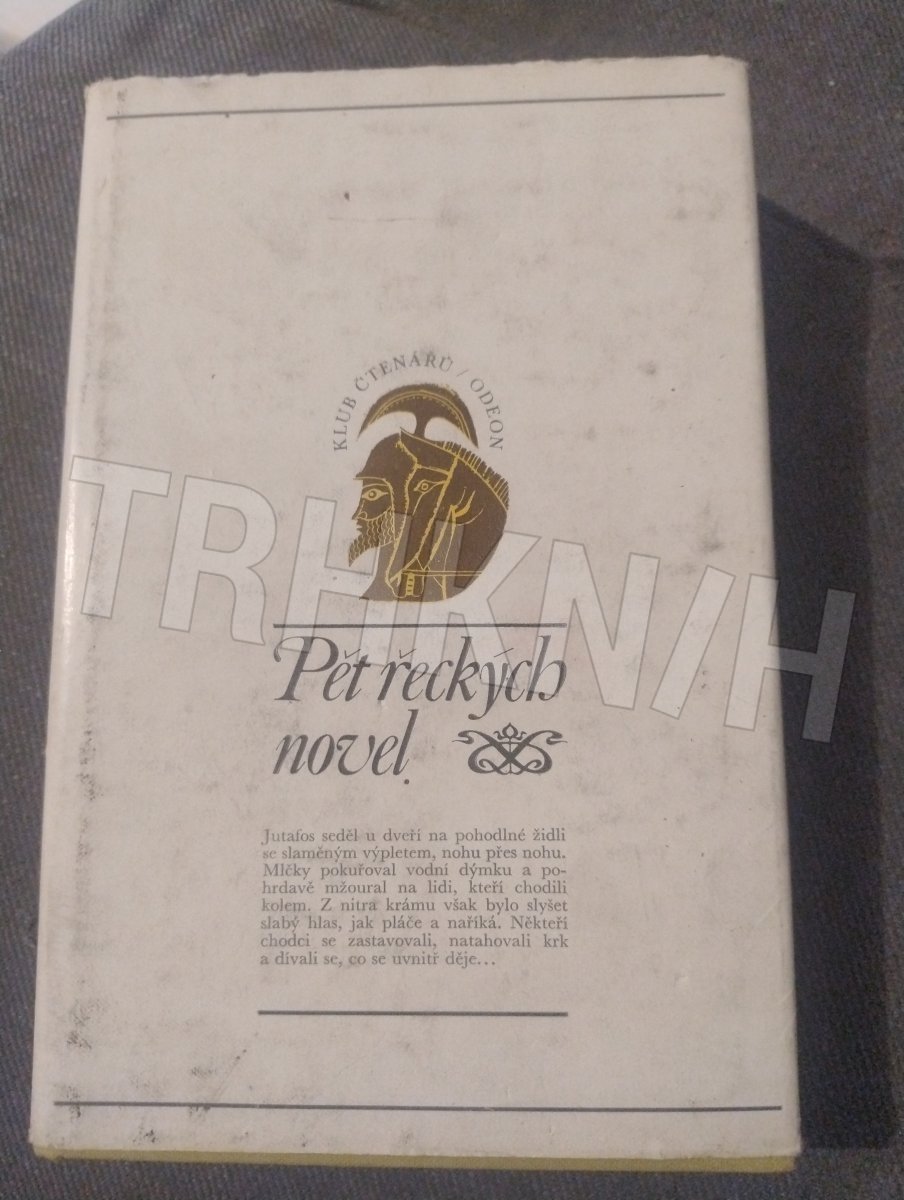 KLUB ČTENÁŘŮ / ODEON
Pět řeckých
novel
Jutafos seděl u dveří na pohodlné židli
se slaměným výpletem, nohu přes nohu.
Mlčky pokuřoval vodní dýmku a po-
hrdavě mžoural na lidi, kteří chodili
kolem. Z nitra krámu však bylo slyšet
slabý hlas, jak pláče a naříká. Někteří
chodci se zastavovali, natahovali krk
a dívali se, co se uvnitř děje...
TRHKNIH